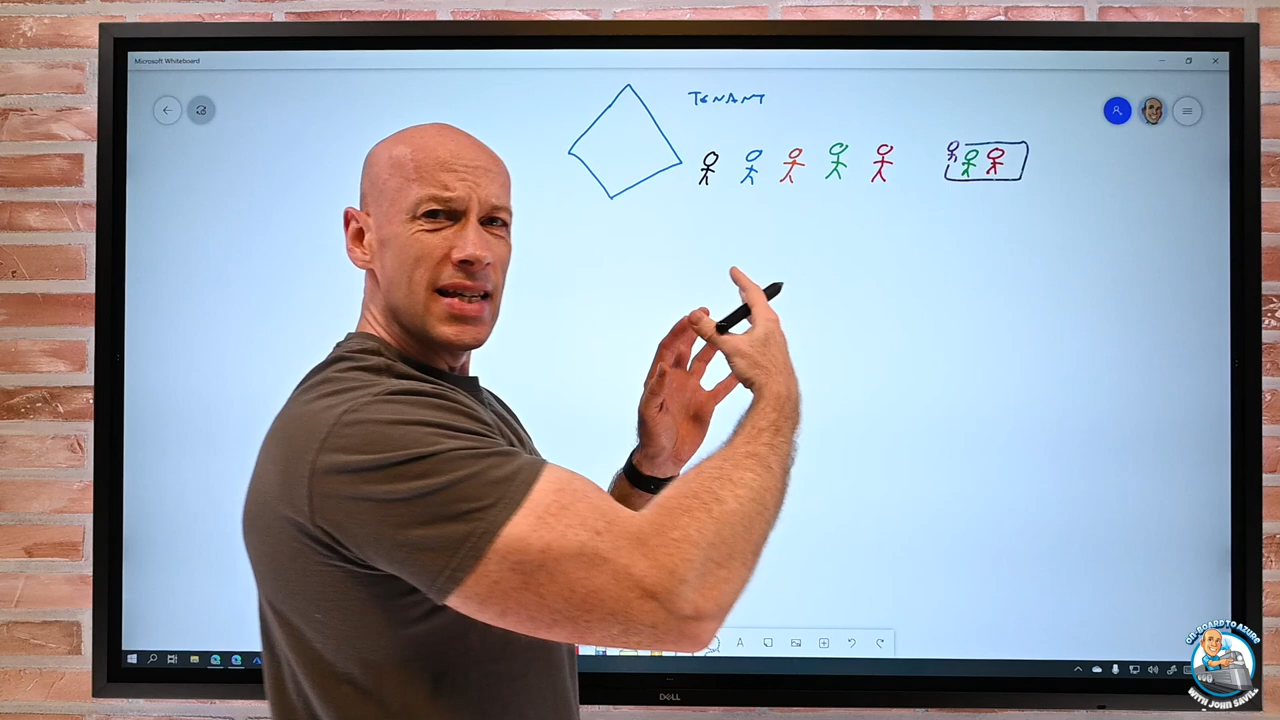 Microsoft Whiteboard
TENANT
A
DELL
ON-BOARD TO AZURE
WITH JOHN SAVILL